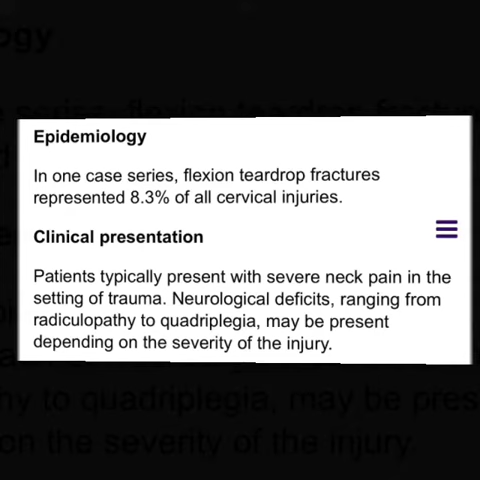 Epidemiology
In one case series, flexion teardrop fractures
represented 8.3% of all cervical injuries.
Clinical presentation
Patients typically present with severe neck pain in the
setting of trauma. Neurological deficits, ranging from
radiculopathy to quadriplegia, may be present
depending on the severity of the injury.